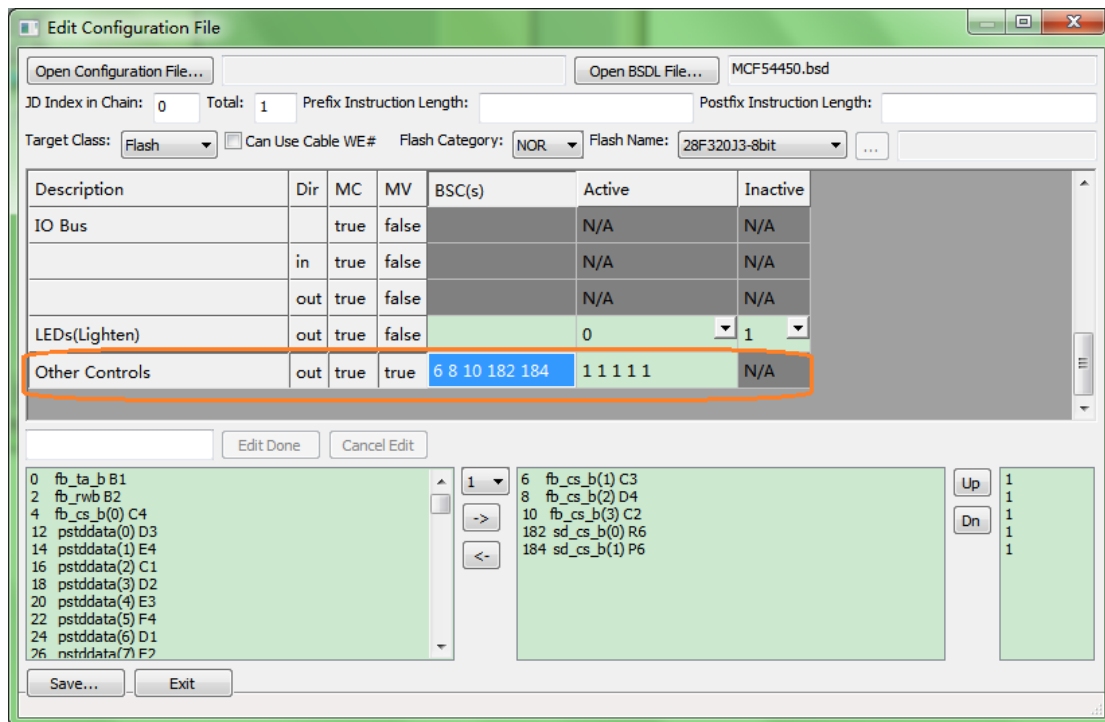 Edit Configuration File
Open Configuration File... Open BSDL File... MCF54450.bsd
JD Index in Chain: 0 Total: 1 Prefix Instruction Length: Postfix Instruction Length:
Target Class: Flash Can Use Cable WE# Flash Category: NOR Flash Name: 28F320J3-8bit ...
Description Dir MC MV BSC(s) Active Inactive
IO Bus true false N/A N/A
in true false N/A N/A
out true false N/A N/A
LEDs(Lighten) out true false 0 1
Other Controls out true true 6 8 10 182 184 1 1 1 1 1 N/A
Edit Done Cancel Edit
0 fb_ta_b B1
2 fb_rwb B2
4 fb_cs_b(0) C4
12 pstddata(0) D3
14 pstddata(1) E4
16 pstddata(2) C1
18 pstddata(3) D2
20 pstddata(4) E3
22 pstddata(5) F4
24 pstddata(6) D1
26 pstddata(7) F2
1
->
<-
6 fb_cs_b(1) C3
8 fb_cs_b(2) D4
10 fb_cs_b(3) C2
182 sd_cs_b(0) R6
184 sd_cs_b(1) P6
Up
Dn
1
1
1
1
1
Save... Exit